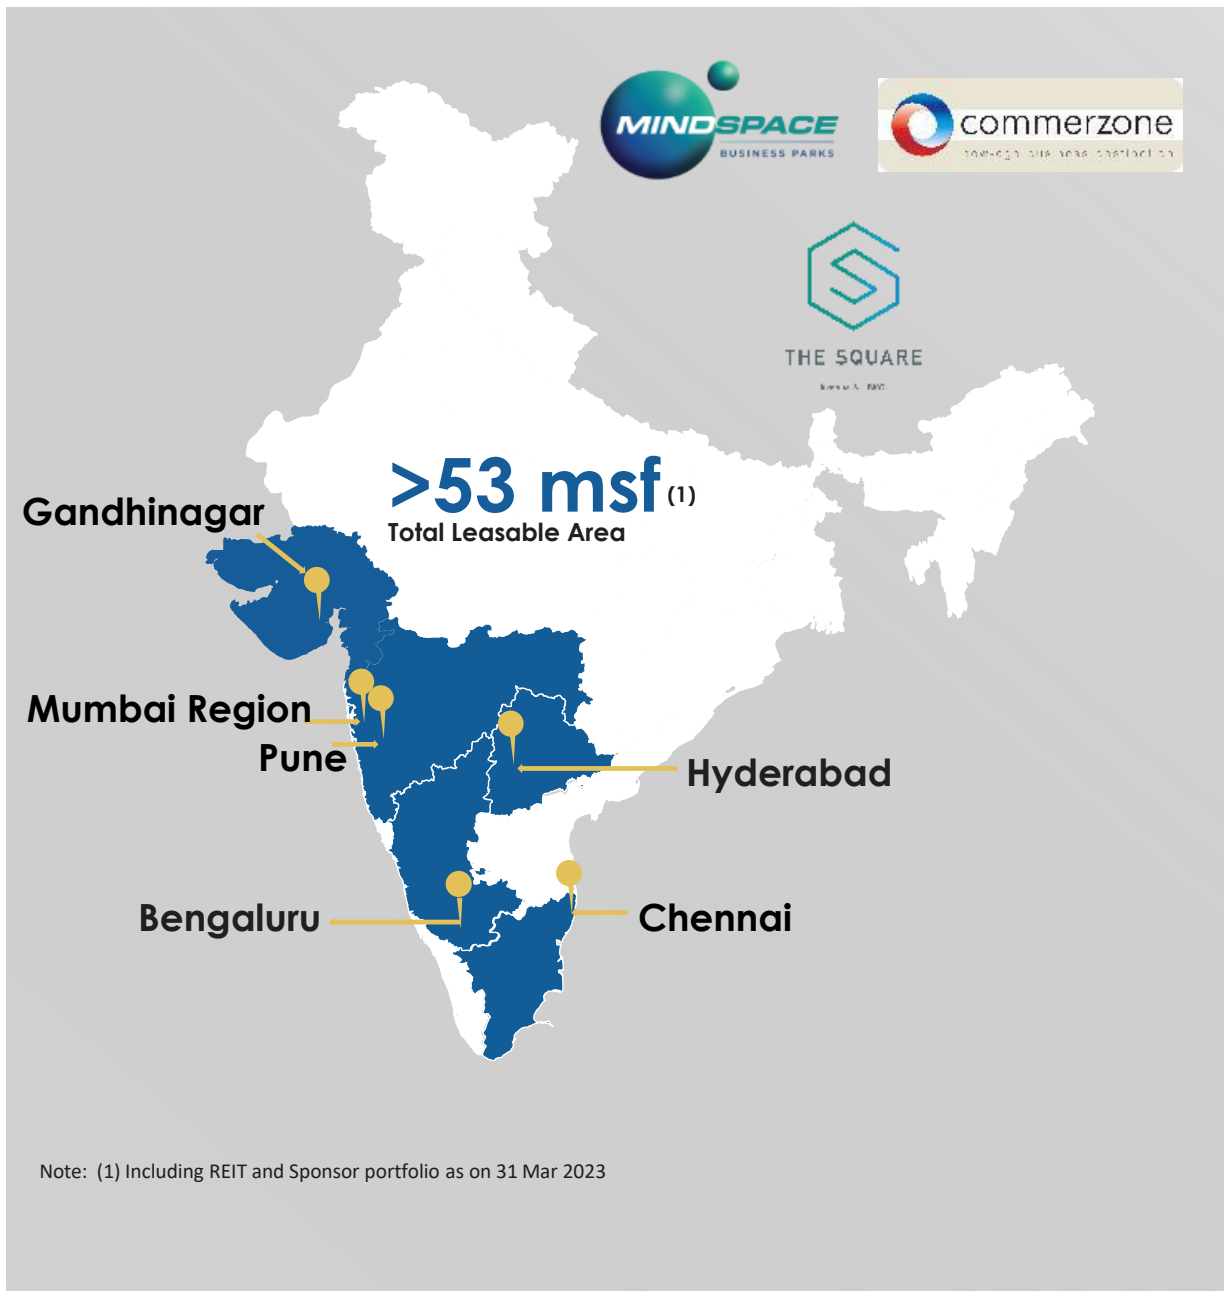 MINDSPACE
BUSINESS PARKS
commerzone
THE SQUARE
>53 msf (1)
Total Leasable Area
Gandhinagar
Mumbai Region
Pune
Hyderabad
Bengaluru
Chennai
Note: (1) Including REIT and Sponsor portfolio as on 31 Mar 2023